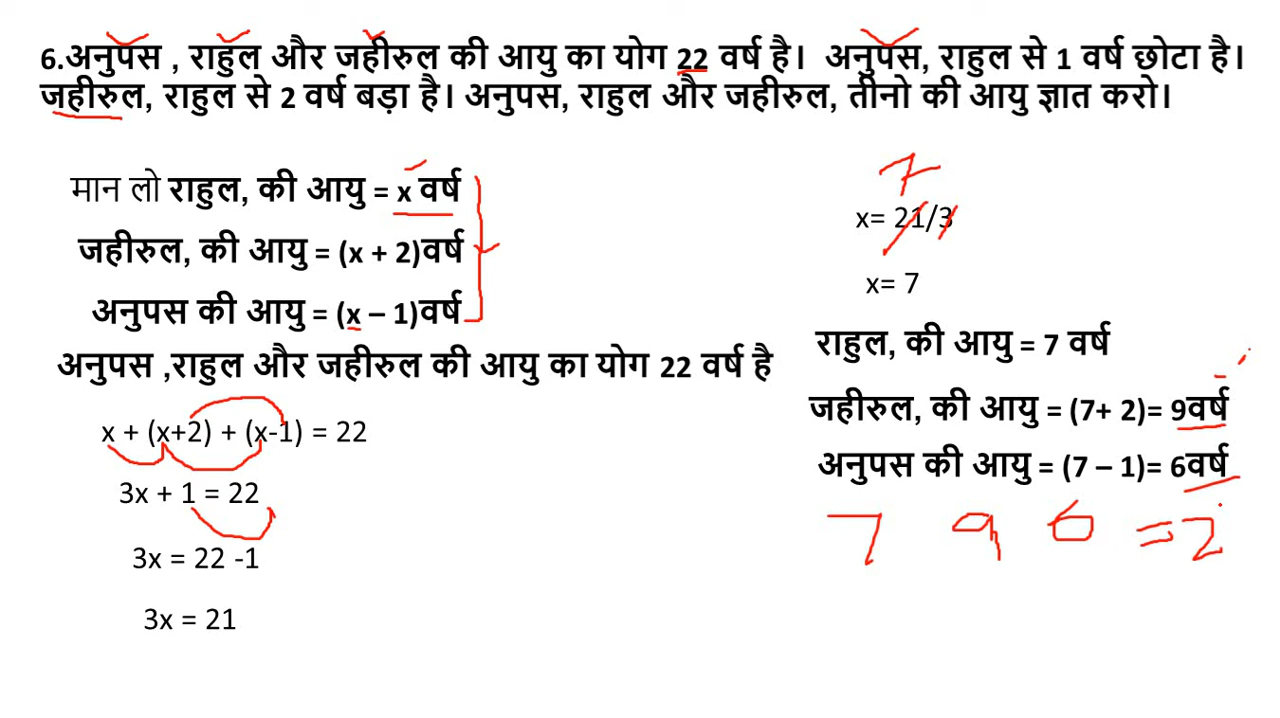 6.अनुपस , राहुल और जहीरुल की आयु का योग 22 वर्ष है। अनुपस, राहुल से 1 वर्ष छोटा है।
जहीरुल, राहुल से 2 वर्ष बड़ा है। अनुपस, राहुल और जहीरुल, तीनो की आयु ज्ञात करो।
मान लो राहुल, की आयु = x वर्ष
जहीरुल, की आयु = (x + 2)वर्ष
अनुपस की आयु = (x – 1)वर्ष
अनुपस ,राहुल और जहीरुल की आयु का योग 22 वर्ष है
x + (x+2) + (x-1) = 22
3x + 1 = 22
3x = 22 -1
3x = 21
7
x= 21/3
x= 7
राहुल, की आयु = 7 वर्ष
जहीरुल, की आयु = (7+ 2)= 9वर्ष
अनुपस की आयु = (7 – 1)= 6वर्ष
7 9 6 =2